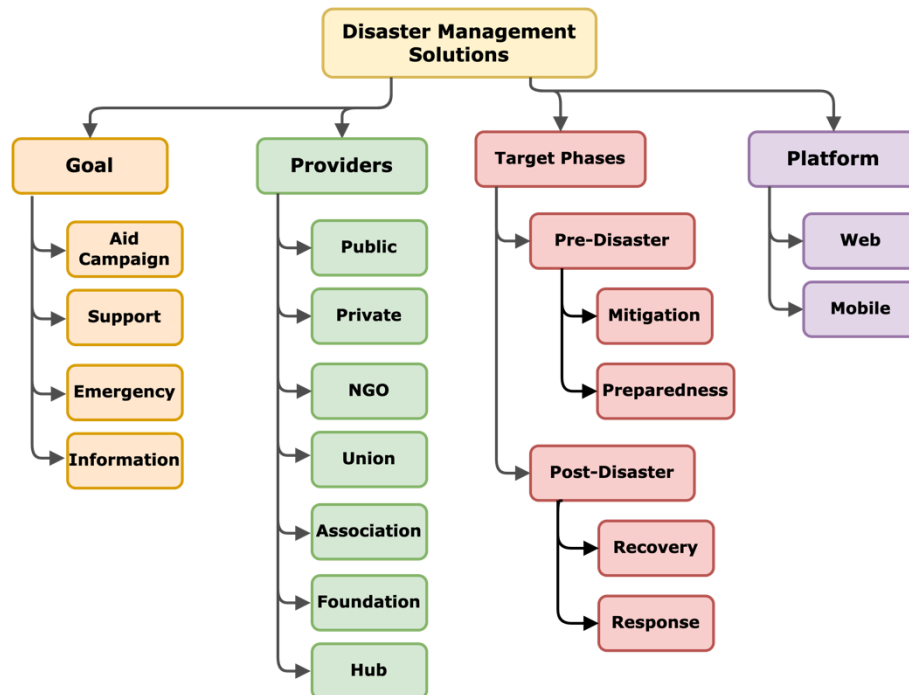 Disaster Management
Solutions
Goal
Providers
Target Phases
Platform
Aid
Campaign
Support
Emergency
Information
Public
Private
NGO
Union
Association
Foundation
Hub
Pre-Disaster
Mitigation
Preparedness
Post-Disaster
Recovery
Response
Web
Mobile